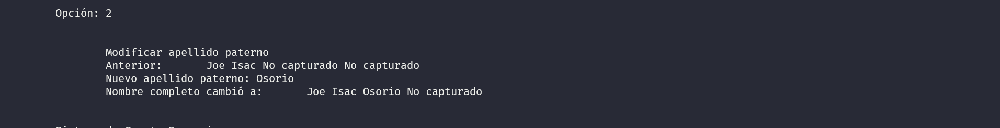 Opción: 2
Modificar apellido paterno
Anterior: Joe Isac No capturado No capturado
Nuevo apellido paterno: Osorio
Nombre completo cambió a: Joe Isac Osorio No capturado